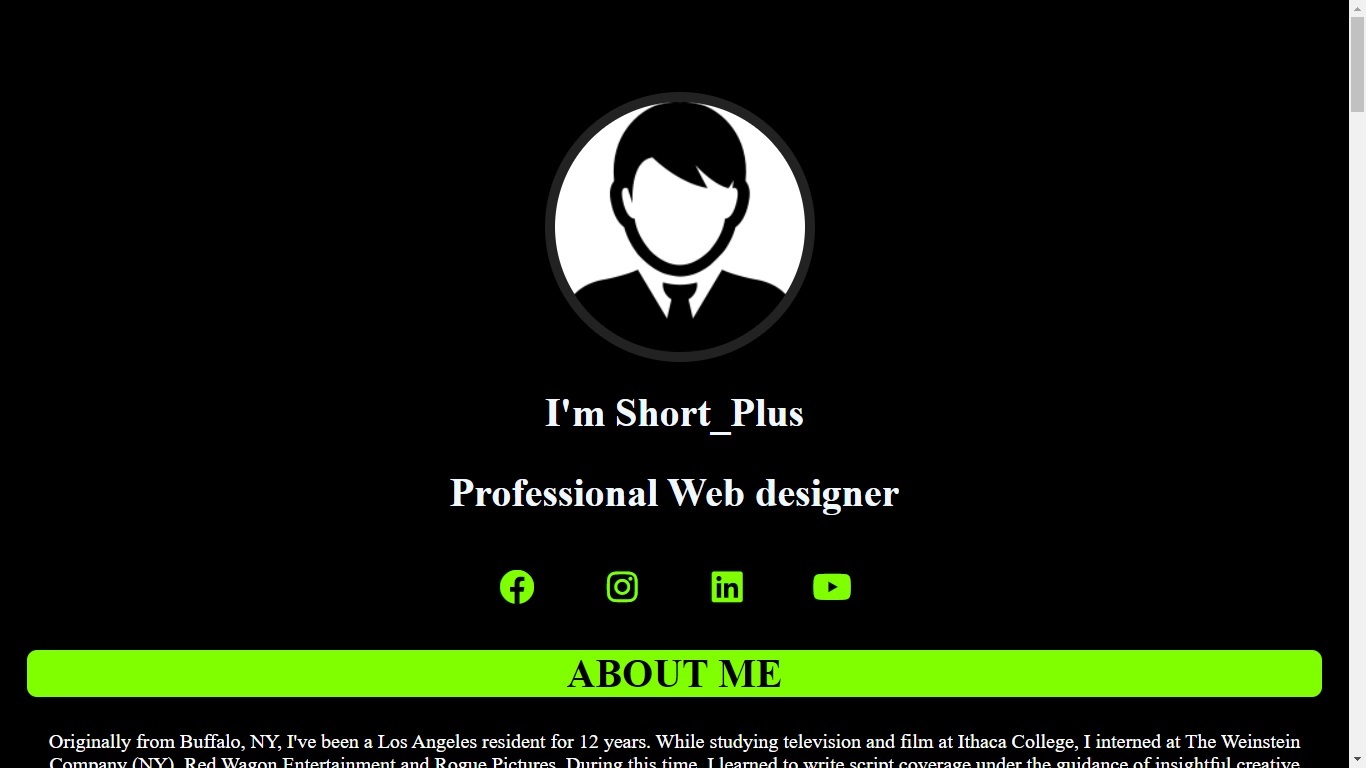 I'm Short_Plus
Professional Web designer
ABOUT ME
Originally from Buffalo, NY, I've been a Los Angeles resident for 12 years. While studying television and film at Ithaca College, I interned at The Weinstein
Company (NY), Red Wagon Entertainment and Rogue Pictures. During this time, I learned to write script coverage under the guidance of insightful creative